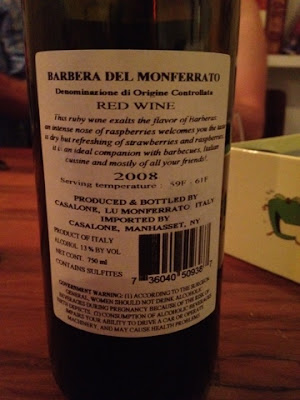 BARBERA DEL MONFERRATO
Denominazione di Origine Controllata
RED WINE
This ruby wine exalts the flavor of Barberas
an intense nose of raspberries welcomes you the taste
is dry but refreshing of strawberries and raspberries
it is an ideal companion with barbecues, Italian
cuisine and mostly of all your friends!.
2008
Serving temperature : 59F - 61F
PRODUCED & BOTTLED BY
CASALONE, LU MONFERRATO ITALY
IMPORTED BY
CASALONE, MANHASSET, NY
PRODUCT OF ITALY
ALCOHOL 13 % BY VOL
NET CONT. 750 ml
CONTAINS SULFITES
7 36040 50938 7
GOVERNMENT WARNING: (1) ACCORDING TO THE SURGEON
GENERAL, WOMEN SHOULD NOT DRINK ALCOHOLIC
BEVERAGES DURING PREGNANCY BECAUSE OF THE RISK OF
BIRTH DEFECTS. (2) CONSUMPTION OF ALCOHOLIC BEVERAGES
IMPAIRS YOUR ABILITY TO DRIVE A CAR OR OPERATE
MACHINERY, AND MAY CAUSE HEALTH PROBLEMS.